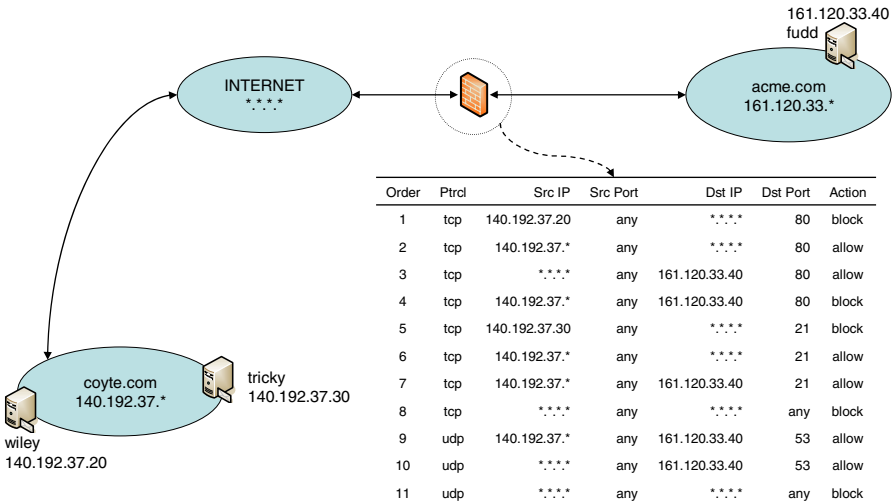 161.120.33.40
fudd
INTERNET
*.*.*.*
acme.com
161.120.33.*
Order Ptrcl Src IP Src Port Dst IP Dst Port Action
1 tcp 140.192.37.20 any *.*.*.* 80 block
2 tcp 140.192.37.* any *.*.*.* 80 allow
3 tcp *.*.*.* any 161.120.33.40 80 allow
4 tcp 140.192.37.* any 161.120.33.40 80 block
5 tcp 140.192.37.30 any *.*.*.* 21 block
6 tcp 140.192.37.* any *.*.*.* 21 allow
7 tcp 140.192.37.* any 161.120.33.40 21 allow
8 tcp *.*.*.* any *.*.*.* any block
9 udp 140.192.37.* any 161.120.33.40 53 allow
10 udp *.*.*.* any 161.120.33.40 53 allow
11 udp *.*.*.* any *.*.*.* any block
coyte.com
140.192.37.*
tricky
140.192.37.30
wiley
140.192.37.20